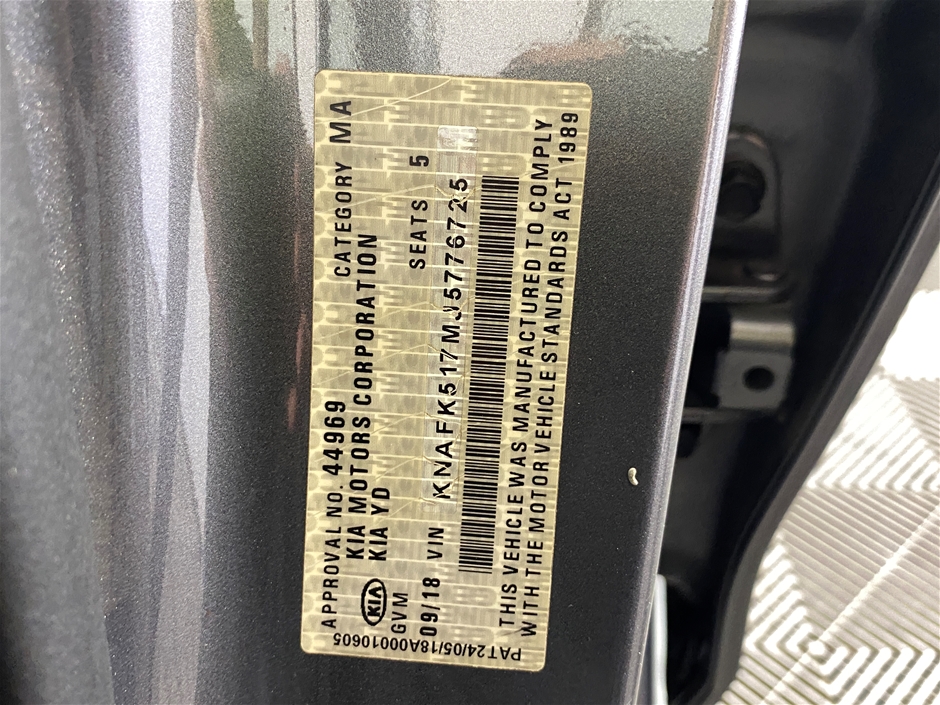 APPROVAL NO. 44969 CATEGORY MA
KIA MOTORS CORPORATION
KIA YD
KIA
GVM SEATS 5
09/18 VIN KNAFK517MJ5776725
THIS VEHICLE WAS MANUFACTURED TO COMPLY
WITH THE MOTOR VEHICLE STANDARDS ACT 1989
PAT24/05/18A00010605